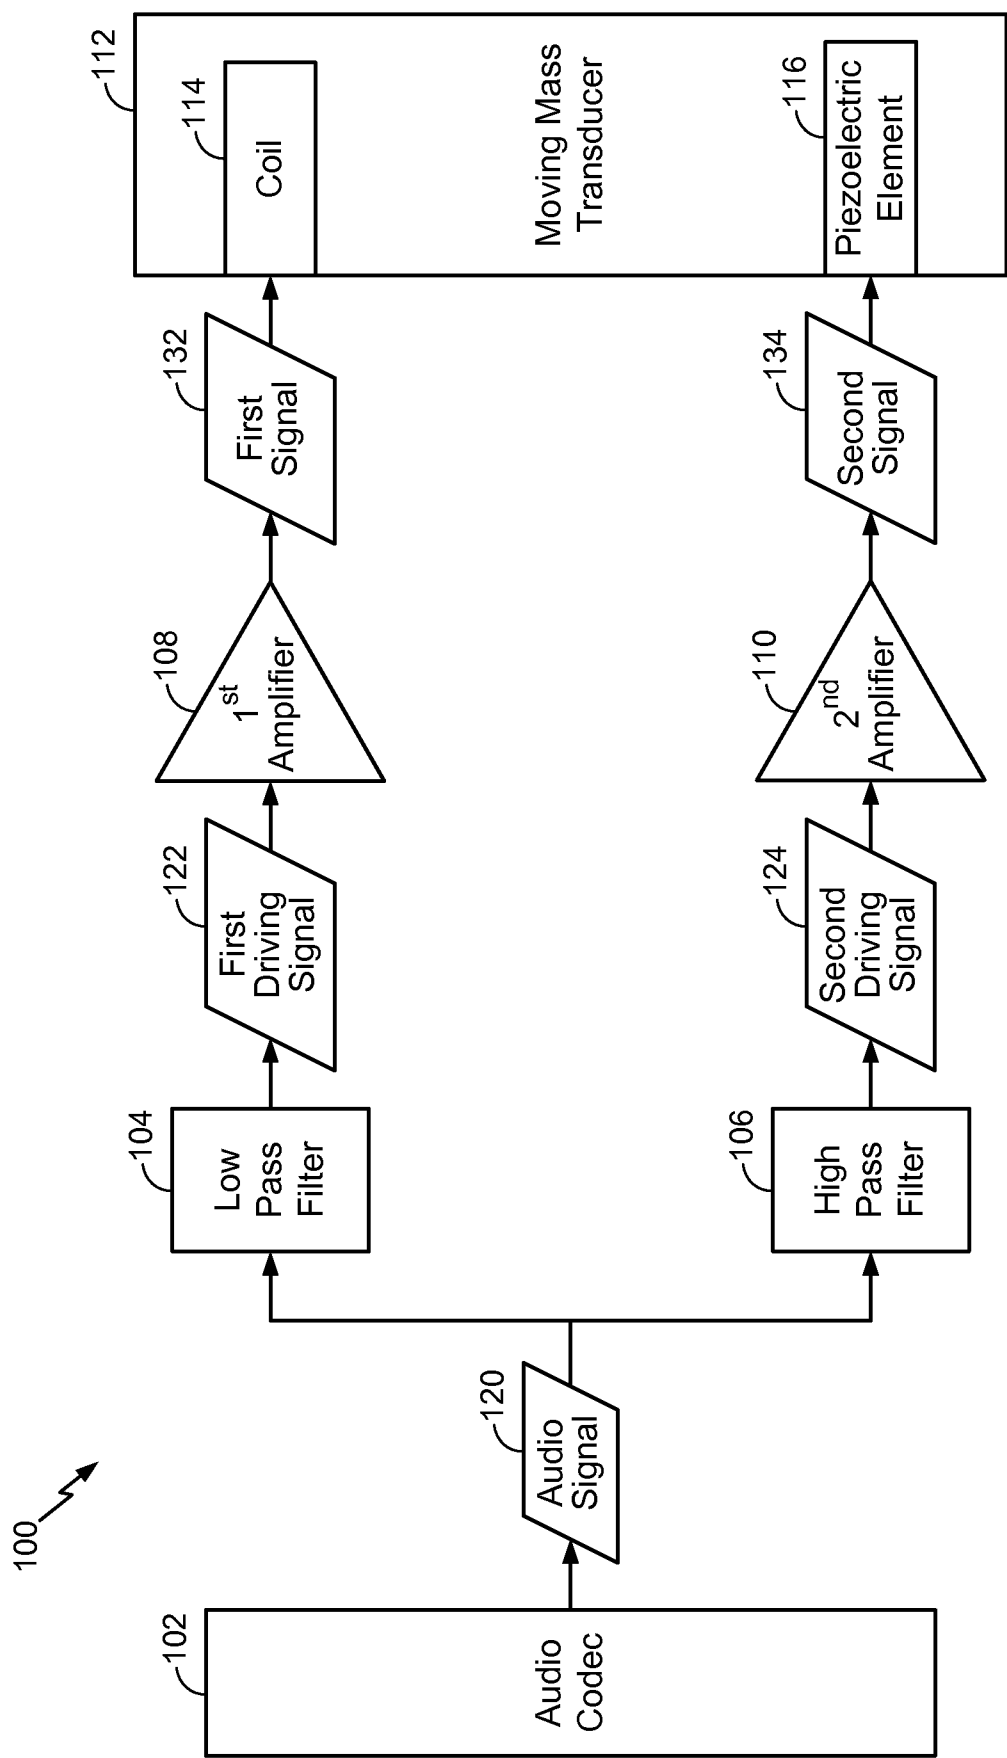 100
102
Audio
Codec
120
Audio
Signal
104
Low
Pass
Filter
122
First
Driving
Signal
108
1st
Amplifier
132
First
Signal
112
114
Coil
Moving Mass
Transducer
106
High
Pass
Filter
124
Second
Driving
Signal
110
2nd
Amplifier
134
Second
Signal
116
Piezoelectric
Element